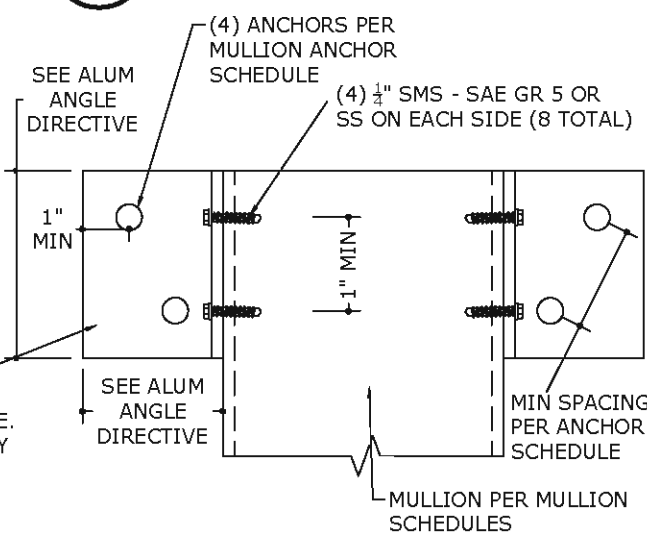 (4) ANCHORS PER
MULLION ANCHOR
SCHEDULE
SEE ALUM
ANGLE
DIRECTIVE
(4) 1/4" SMS - SAE GR 5 OR
SS ON EACH SIDE (8 TOTAL)
1"
MIN
1" MIN
SEE ALUM
ANGLE
DIRECTIVE
E.
Y
MIN SPACING
PER ANCHOR
SCHEDULE
MULLION PER MULLION
SCHEDULES